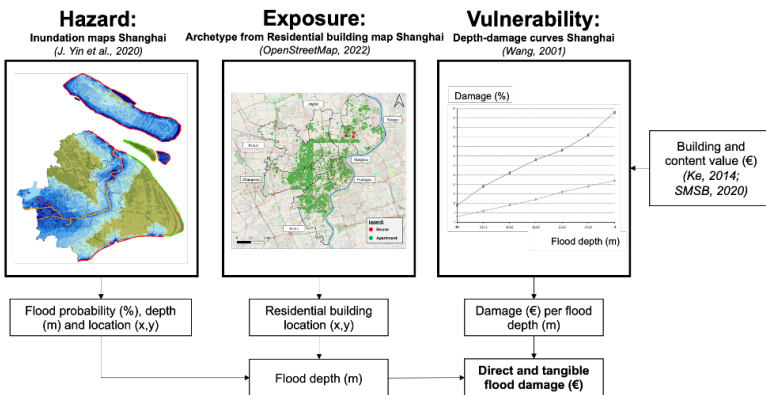 Hazard:
Inundation maps Shanghai
(J. Yin et al., 2020)
Exposure:
Archetype from Residential building map Shanghai
(OpenStreetMap, 2022)
Vulnerability:
Depth-damage curves Shanghai
(Wang, 2001)
Damage (%)
Flood depth (m)
Legend:
House
Apartment
Building and
content value (€)
(Ke, 2014;
SMSB, 2020)
Flood probability (%), depth
(m) and location (x,y)
Residential building
location (x,y)
Damage (€) per flood
depth (m)
Flood depth (m)
Direct and tangible
flood damage (€)